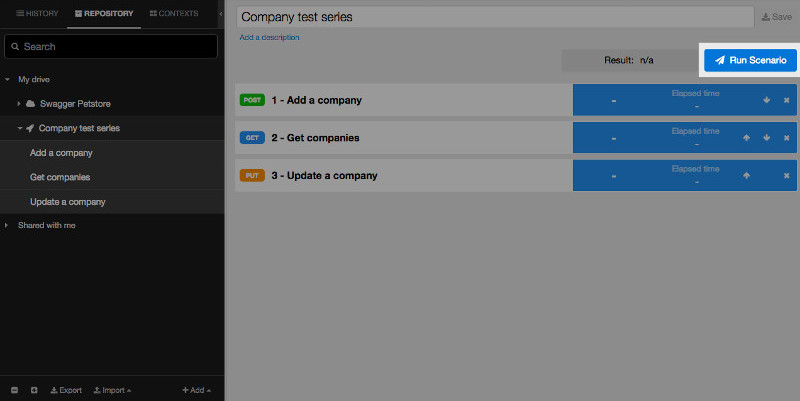 HISTORY REPOSITORY CONTEXTS
Search
My drive
Swagger Petstore
Company test series
Add a company
Get companies
Update a company
Shared with me
Export Import Add
Company test series Save
Add a description
Result: n/a Run Scenario
POST 1 - Add a company - Elapsed time -
GET 2 - Get companies - Elapsed time -
PUT 3 - Update a company - Elapsed time -